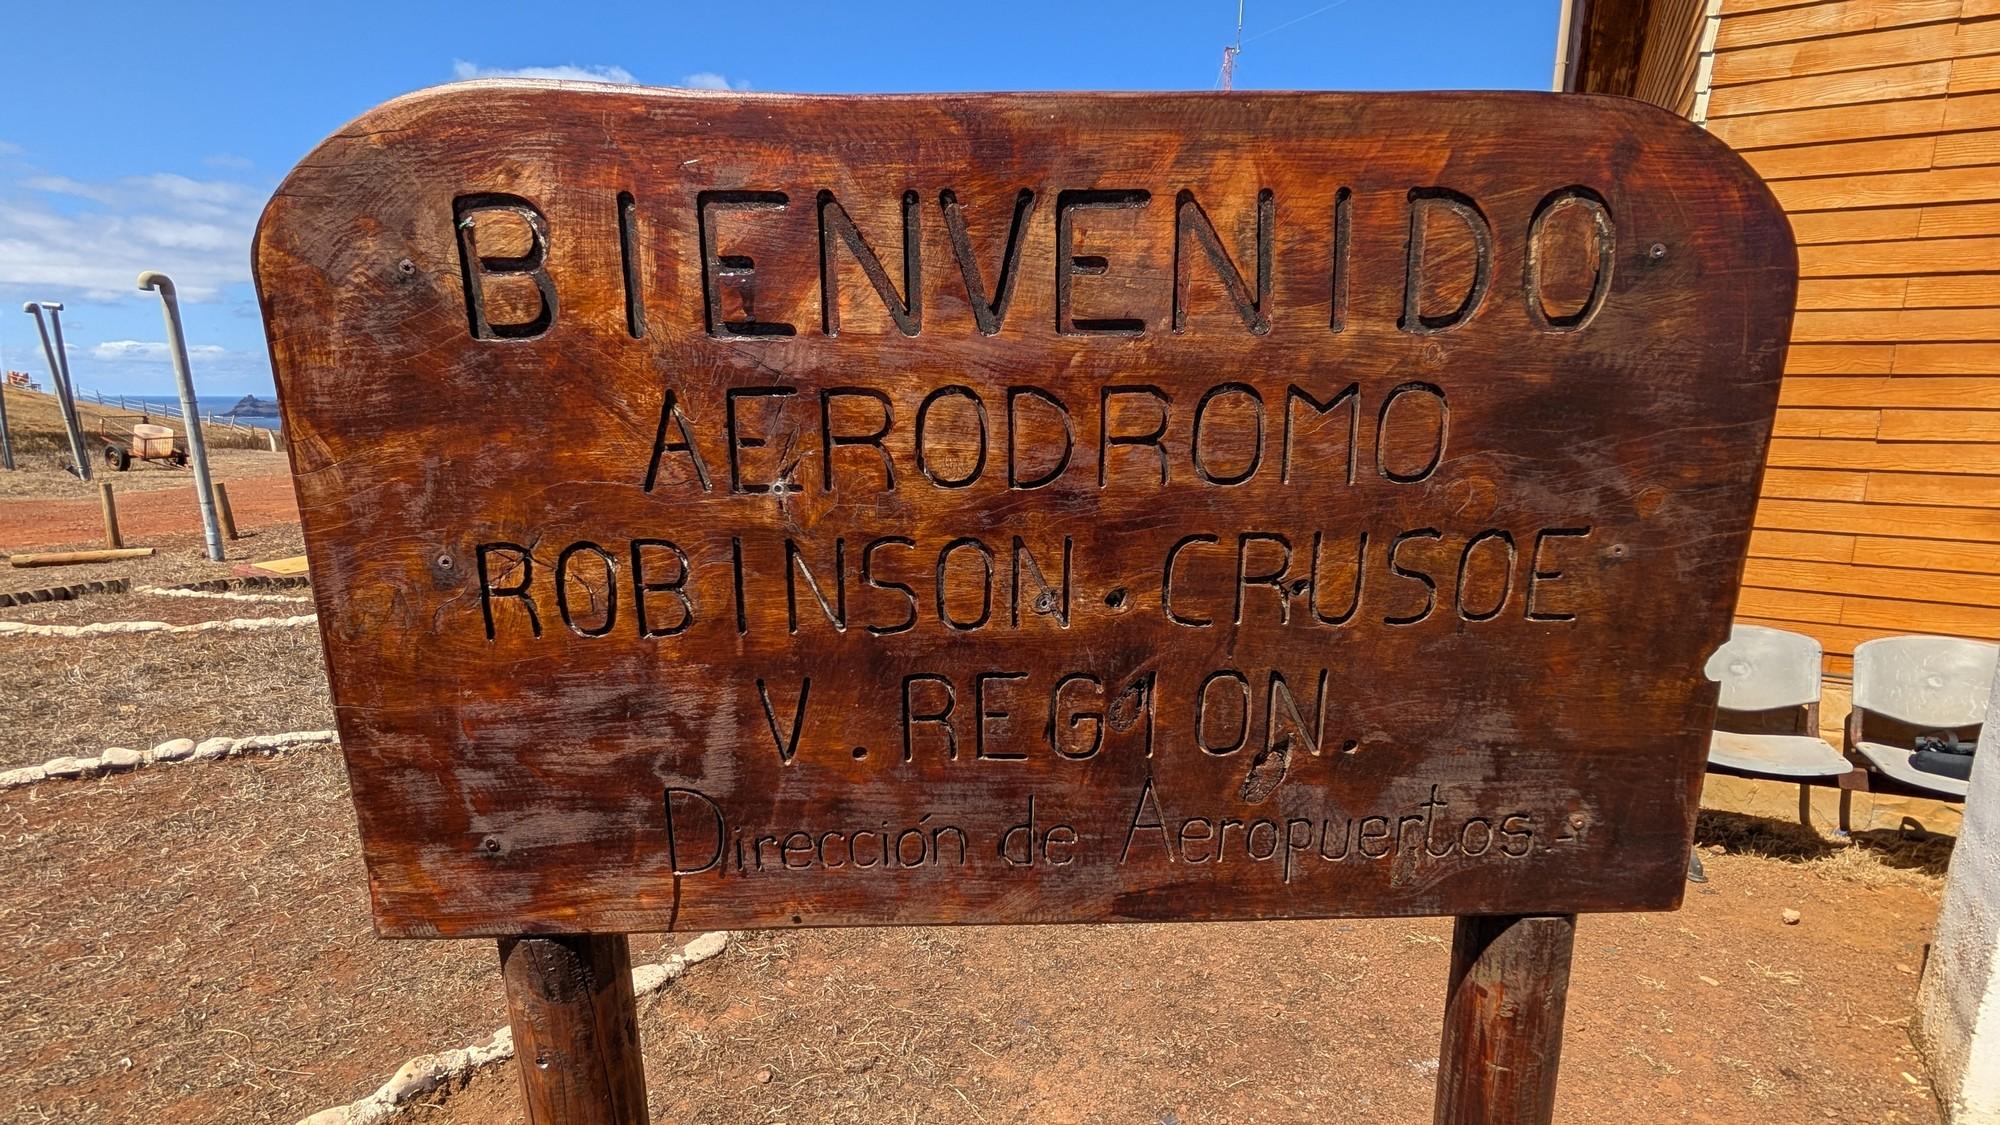 BIENVENIDO
AERODROMO
ROBINSON. CRUSOE
V. REGION.
Dirección de Aeropuertos.-